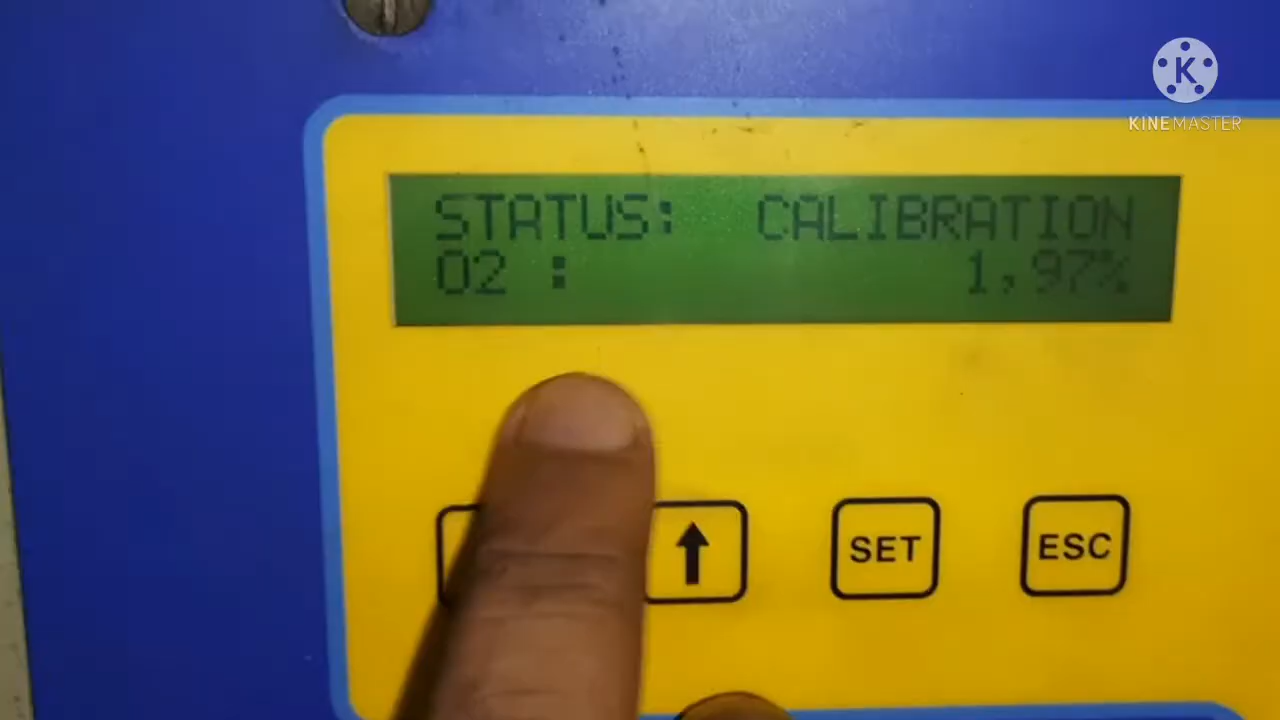 K
KINEMASTER
STATUS: CALIBRATION
O2 : 1,97%
↑
SET
ESC